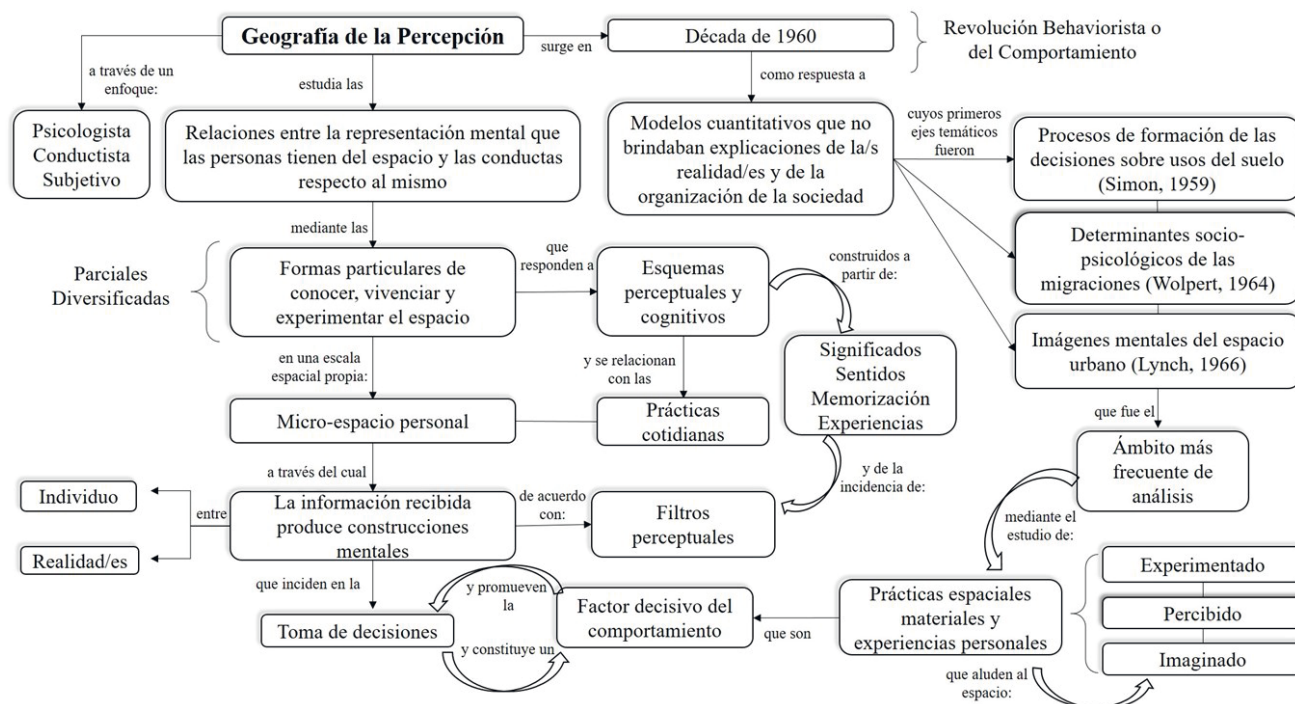 Geografía de la Percepción
surge en
Década de 1960
Revolución Behaviorista o
del Comportamiento
a través de un
enfoque:
estudia las
como respuesta a
Psicologista
Conductista
Subjetivo
Relaciones entre la representación mental que
las personas tienen del espacio y las conductas
respecto al mismo
Modelos cuantitativos que no
brindaban explicaciones de la/s
realidad/es y de la
organización de la sociedad
cuyos primeros
ejes temáticos
fueron
Procesos de formación de las
decisiones sobre usos del suelo
(Simon, 1959)
Determinantes socio-
psicológicos de las
migraciones (Wolpert, 1964)
Imágenes mentales del espacio
urbano (Lynch, 1966)
mediante las
Parciales
Diversificadas
Formas particulares de
conocer, vivenciar y
experimentar el espacio
que
responden a
Esquemas
perceptuales y
cognitivos
construidos a
partir de:
Significados
Sentidos
Memorización
Experiencias
en una escala
espacial propia:
y se relacionan
con las
Micro-espacio personal
Prácticas
cotidianas
que fue el
Ámbito más
frecuente de
análisis
a través del cual
y de la
incidencia de:
Individuo
Realidad/es
entre
La información recibida
produce construcciones
mentales
de acuerdo
con:
Filtros
perceptuales
mediante el
estudio de:
que inciden en la
Toma de decisiones
y promueven
la
y constituye un
Factor decisivo del
comportamiento
que son
Prácticas espaciales
materiales y
experiencias personales
Experimentado
Percibido
Imaginado
que aluden al
espacio: